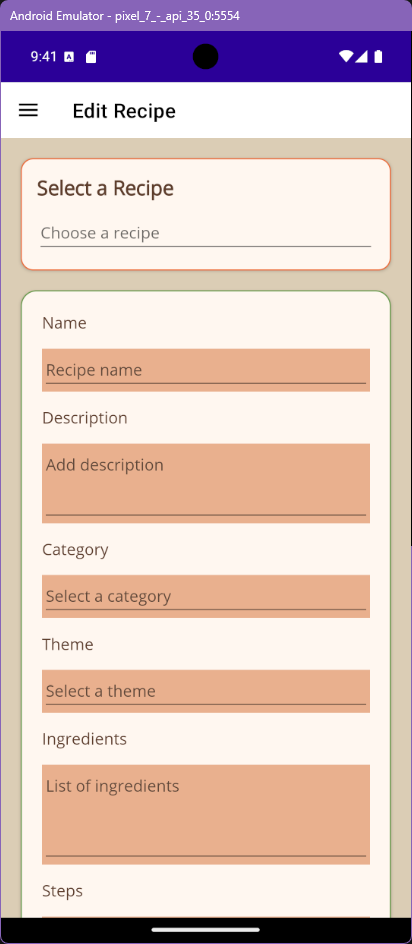 Android Emulator - pixel_7_-_api_35_0:5554
9:41
Edit Recipe
Select a Recipe
Choose a recipe
Name
Recipe name
Description
Add description
Category
Select a category
Theme
Select a theme
Ingredients
List of ingredients
Steps